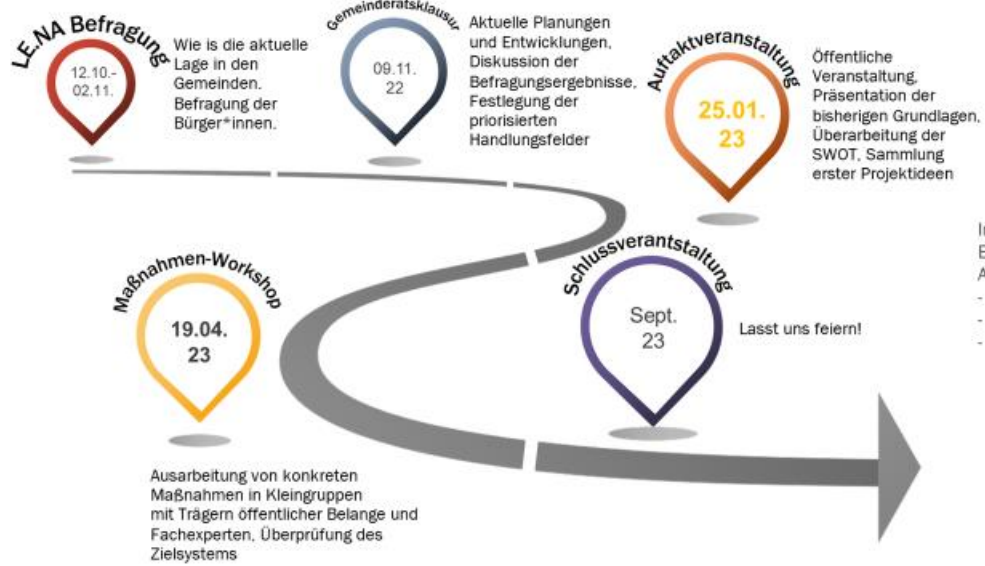 LE.NA Befragung
12.10.-
02.11.
Wie is die aktuelle
Lage in den
Gemeinden.
Befragung der
Bürger*innen.
Gemeinderatsklausur
09.11.
22
Aktuelle Planungen
und Entwicklungen,
Diskussion der
Befragungsergebnisse,
Festlegung der
priorisierten
Handlungsfelder
Auftaktveranstaltung
25.01.
23
Öffentliche
Veranstaltung,
Präsentation der
bisherigen Grundlagen,
Überarbeitung der
SWOT, Sammlung
erster Projektideen
Maßnahmen-Workshop
19.04.
23
Ausarbeitung von konkreten
Maßnahmen in Kleingruppen
mit Trägern öffentlicher Belange und
Fachexperten, Überprüfung des
Zielsystems
Schlussverantstaltung
Sept.
23
Lasst uns feiern!
-
-
-